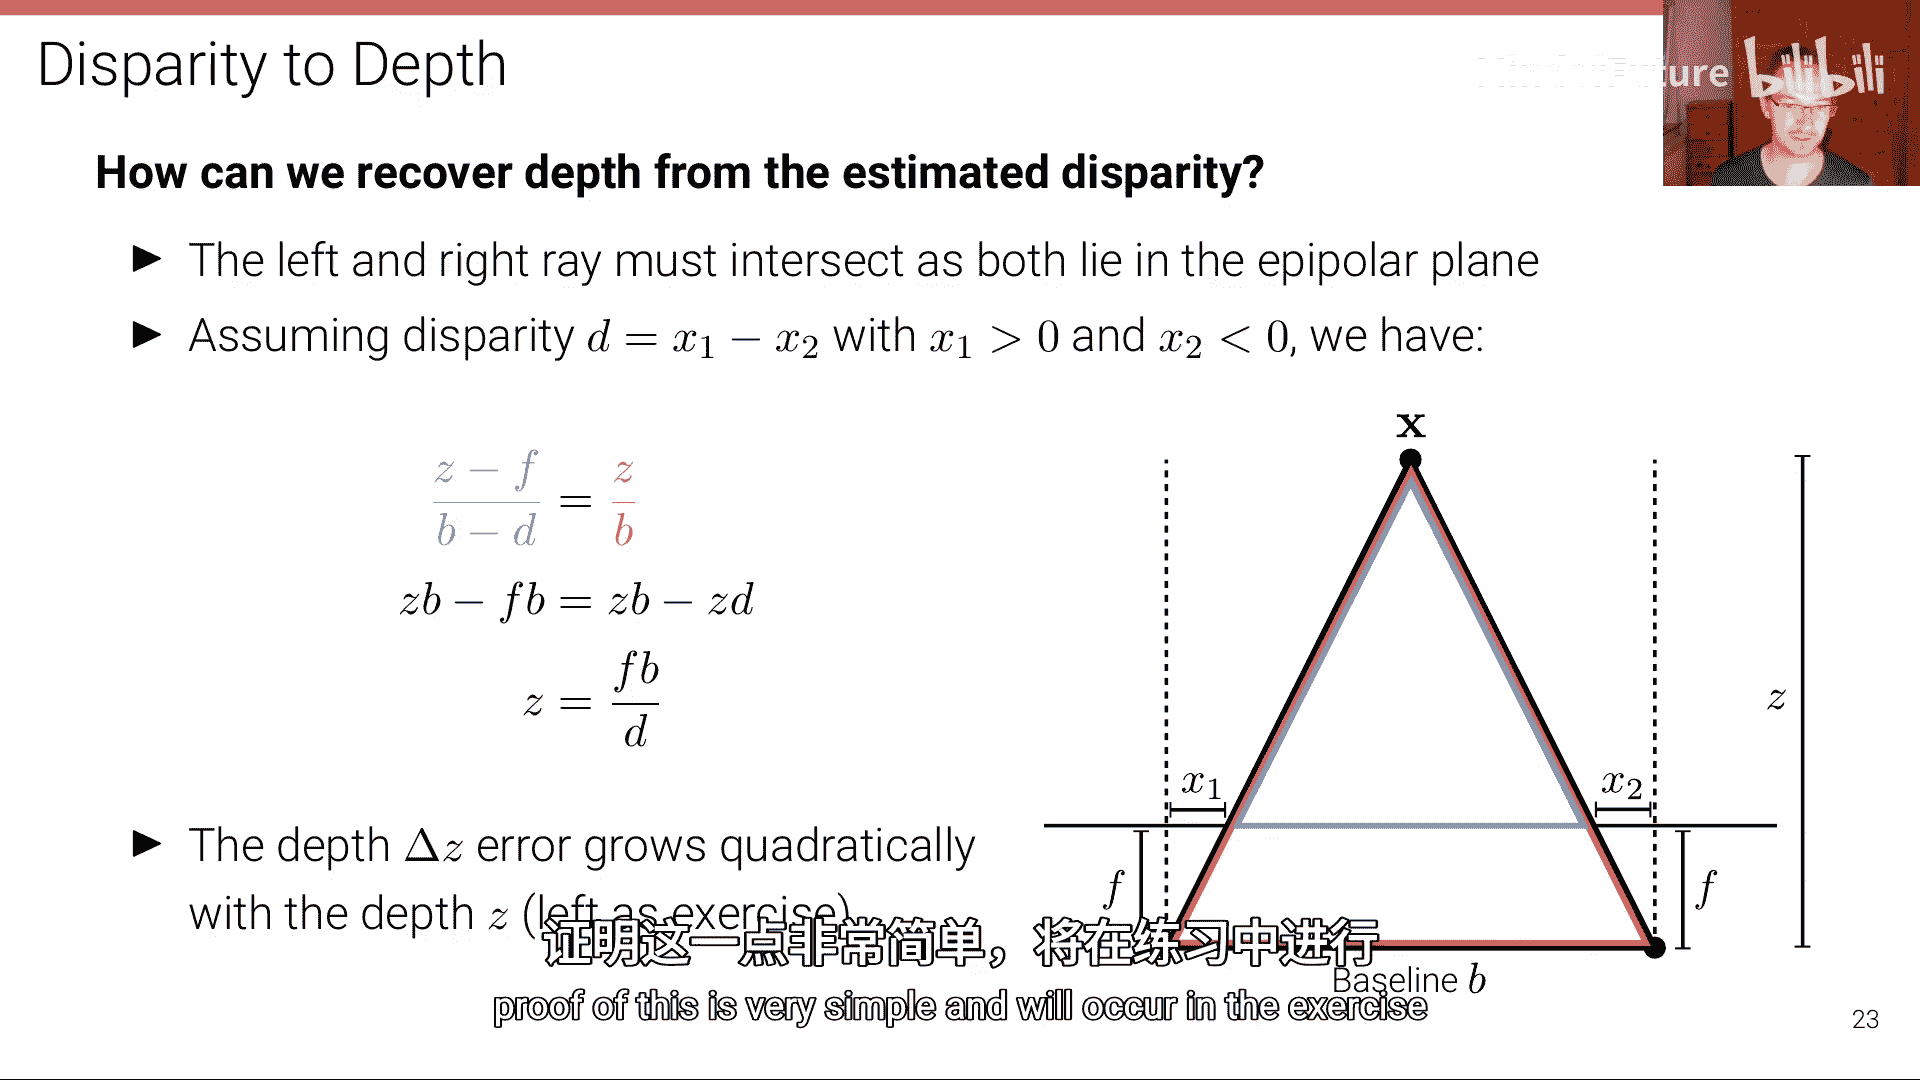 Disparity to Depth
bilibili
How can we recover depth from the estimated disparity?
► The left and right ray must intersect as both lie in the epipolar plane
► Assuming disparity d = x₁ − x₂ with x₁ > 0 and x₂ < 0, we have:
x
(z − f)/(b − d) = z/b
zb − fb = zb − zd
z = fb/d
z
x₁
x₂
f
f
► The depth Δz error grows quadratically
with the depth z (left as exercise)
证明这一点非常简单，将在练习中进行
Baseline b
proof of this is very simple and will occur in the exercise
23